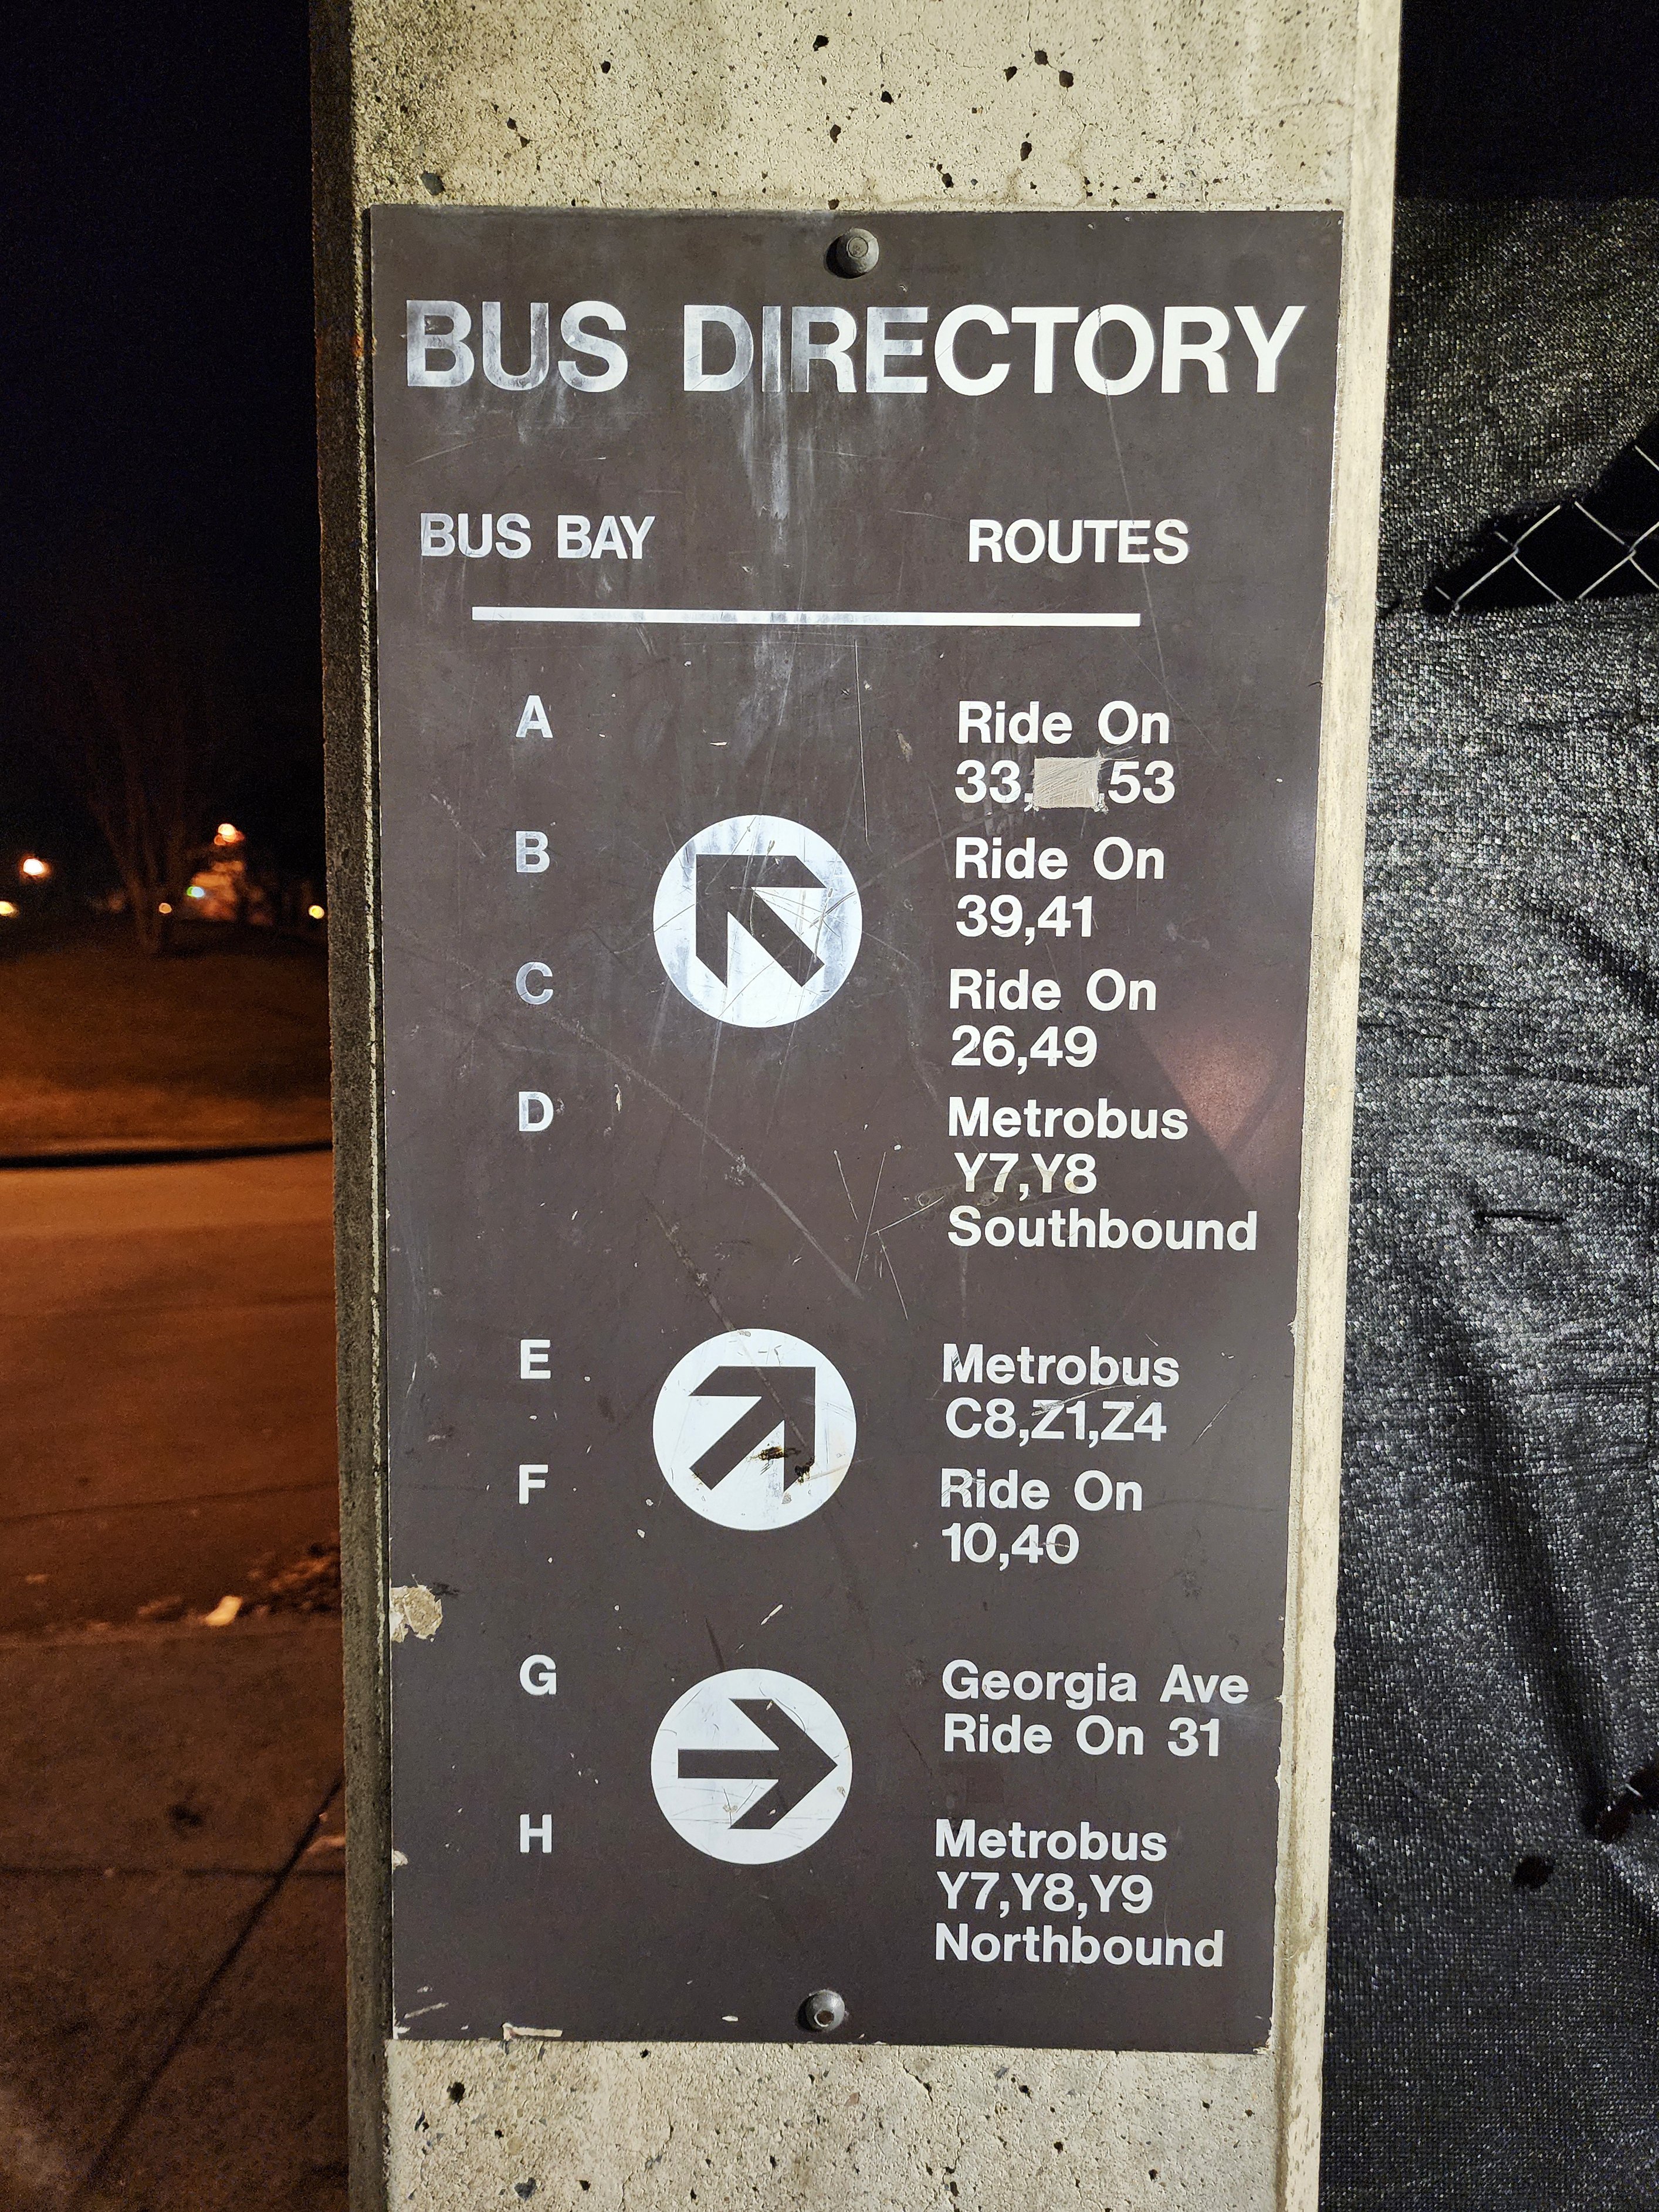 BUS DIRECTORY
BUS BAY ROUTES
A Ride On
33, ,53
B Ride On
39,41
C Ride On
26,49
D Metrobus
Y7,Y8
Southbound
E Metrobus
C8,Z1,Z4
F Ride On
10,40
G Georgia Ave
Ride On 31
H Metrobus
Y7,Y8,Y9
Northbound